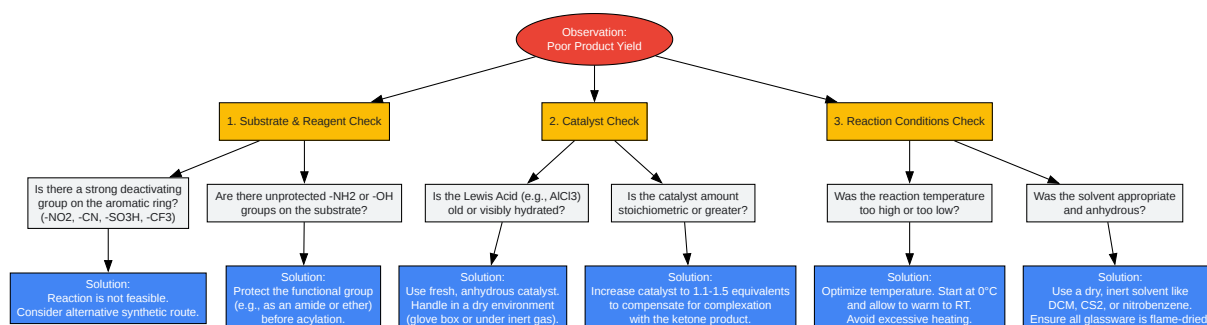 Observation:
Poor Product Yield
1. Substrate & Reagent Check
2. Catalyst Check
3. Reaction Conditions Check
Is there a strong deactivating
group on the aromatic ring?
(-NO2, -CN, -SO3H, -CF3)
Are there unprotected -NH2 or -OH
groups on the substrate?
Is the Lewis Acid (e.g., AlCl3)
old or visibly hydrated?
Is the catalyst amount
stoichiometric or greater?
Was the reaction temperature
too high or too low?
Was the solvent appropriate
and anhydrous?
Solution:
Reaction is not feasible.
Consider alternative synthetic route.
Solution:
Protect the functional group
(e.g., as an amide or ether)
before acylation.
Solution:
Use fresh, anhydrous catalyst.
Handle in a dry environment
(glove box or under inert gas).
Solution:
Increase catalyst to 1.1-1.5 equivalents
to compensate for complexation
with the ketone product.
Solution:
Optimize temperature. Start at 0°C
and allow to warm to RT.
Avoid excessive heating.
Solution:
Use a dry, inert solvent like
DCM, CS2, or nitrobenzene.
Ensure all glassware is flame-dried.